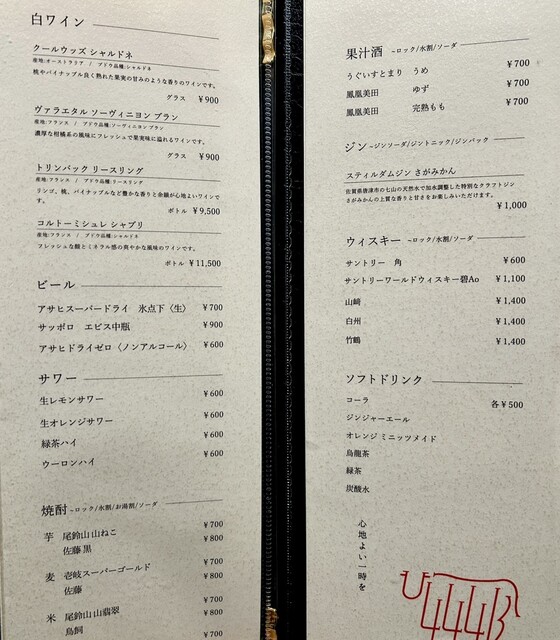 白ワイン
クールウッズ シャルドネ
産地:オーストラリア / ブドウ品種:シャルドネ
桃やパイナップル良く熟れた果実の甘みのような香りのワインです。
グラス ¥900
ヴァラエタル ソーヴィニヨン ブラン
産地:フランス / ブドウ品種:ソーヴィニヨン ブラン
濃厚な柑橘系の風味にフレッシュで果実味に溢れるワインです。
グラス ¥900
トリンバック リースリング
産地:フランス / ブドウ品種:リースリング
リンゴ、桃、パイナップルなど豊かな香りと余韻が心地よいワインです。
ボトル ¥9,500
コルトーミシュレ シャブリ
産地:フランス / ブドウ品種:シャルドネ
フレッシュな酸とミネラル感の爽やかな風味のワインです。
ボトル ¥11,500
ビール
アサヒスーパードライ 氷点下〈生〉 ¥700
サッポロ エビス中瓶 ¥900
アサヒドライゼロ〈ノンアルコール〉 ¥600
サワー
生レモンサワー ¥600
生オレンジサワー ¥600
緑茶ハイ ¥600
ウーロンハイ ¥600
焼酎 ~ロック/水割/お湯割/ソーダ
芋 尾鈴山 山ねこ ¥700
佐藤 黒 ¥800
麦 壱岐スーパーゴールド ¥700
佐藤 ¥800
米 尾鈴山 山翡翠 ¥700
鳥飼 ¥800
¥700
果汁酒 ~ロック/水割/ソーダ
うぐいすとまり うめ ¥700
鳳凰美田 ゆず ¥700
鳳凰美田 完熟もも ¥700
ジン ~ジンソーダ/ジントニック/ジンバック
スティルダムジン さがみかん
佐賀県唐津市の七山の天然水で加水調整した特別なクラフトジン
さがみかんの上質な香りと甘さをお楽しみいただけます。
¥1,000
ウィスキー ~ロック/水割/ソーダ
サントリー 角 ¥600
サントリーワールドウィスキー碧Ao ¥1,100
山崎 ¥1,400
白州 ¥1,400
竹鶴 ¥1,400
ソフトドリンク
コーラ 各¥500
ジンジャーエール
オレンジ ミニッツメイド
烏龍茶
緑茶
炭酸水
心地よい一時を